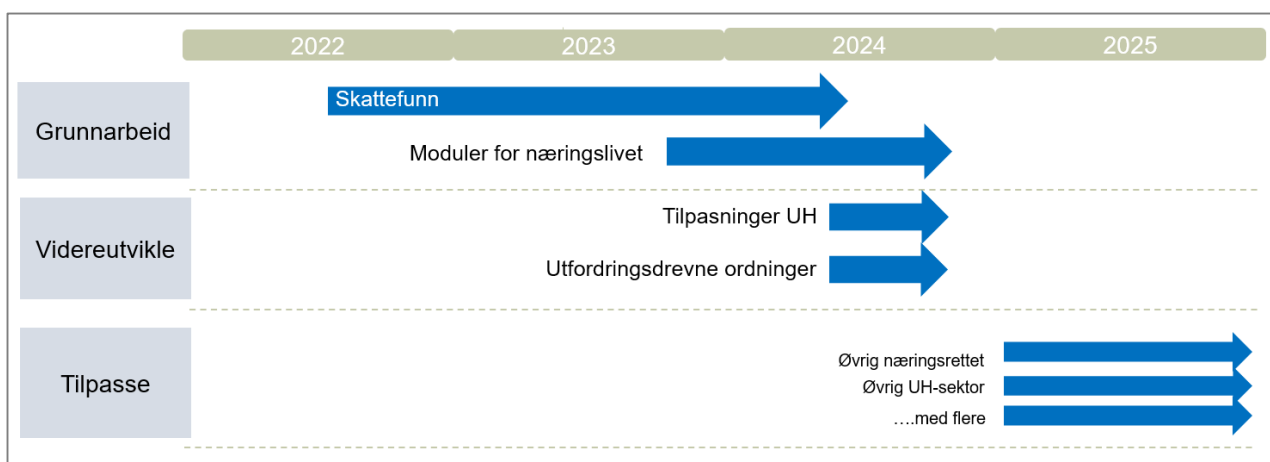 2022 2023 2024 2025
Grunnarbeid
Skattefunn
Moduler for næringslivet
Videreutvikle
Tilpasninger UH
Utfordringsdrevne ordninger
Tilpasse
Øvrig næringsrettet
Øvrig UH-sektor
....med flere